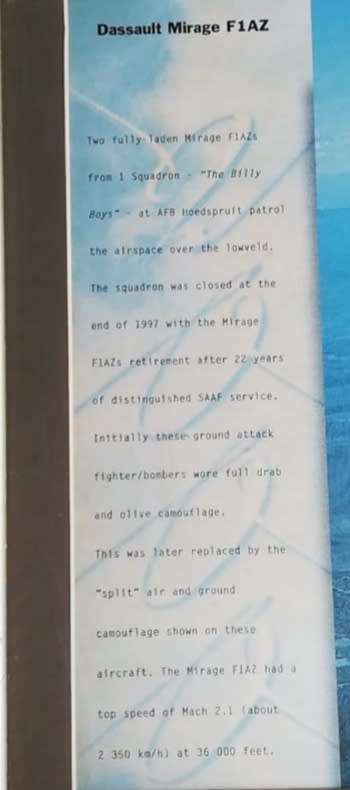 Dassault Mirage F1AZ
Two fully-laden Mirage F1AZs
from 1 Squadron - "The Billy
Boys" - at AFB Hoedspruit patrol
the airspace over the lowveld.
The squadron was closed at the
end of 1997 with the Mirage
F1AZs retirement after 22 years
of distinguished SAAF service.
Initially these ground attack
fighter/bombers wore full drab
and olive camouflage.
This was later replaced by the
"split" air and ground
camouflage shown on these
aircraft. The Mirage F1AZ had a
top speed of Mach 2.1 (about
2 350 km/h) at 36 000 feet.